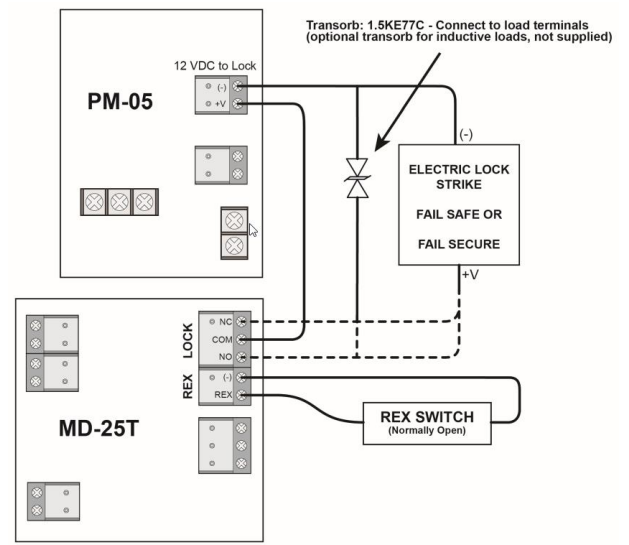 Transorb: 1.5KE77C - Connect to load terminals
(optional transorb for inductive loads, not supplied)
12 VDC to Lock
(-)
+V
PM-05
(-)
ELECTRIC LOCK
STRIKE
FAIL SAFE OR
FAIL SECURE
+V
LOCK
NC
COM
NO
REX
(-)
REX
MD-25T
REX SWITCH
(Normally Open)